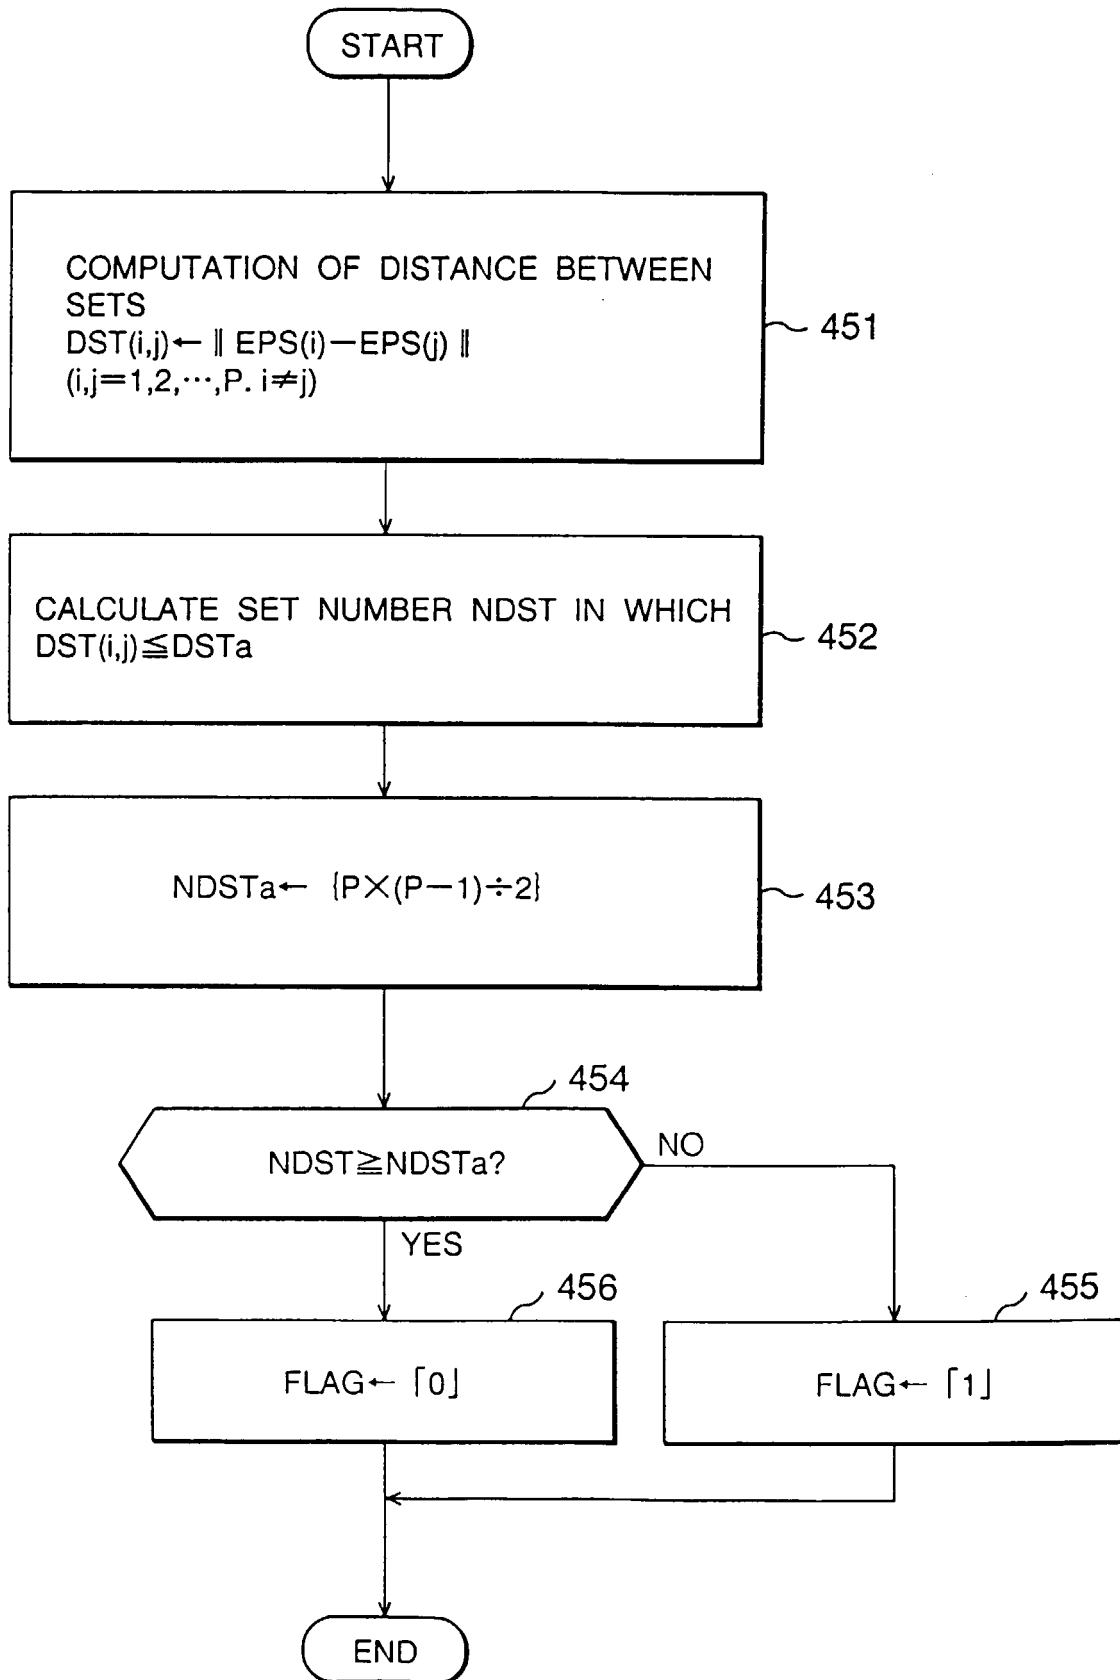 START
COMPUTATION OF DISTANCE BETWEEN
SETS
DST(i,j)← ‖ EPS(i)−EPS(j) ‖
(i,j=1,2,⋯,P. i≠j)
451
CALCULATE SET NUMBER NDST IN WHICH
DST(i,j)≦DSTa
452
NDSTa← {P×(P−1)÷2}
453
454
NDST≧NDSTa?
NO
YES
456
455
FLAG← ｢0｣
FLAG← ｢1｣
END